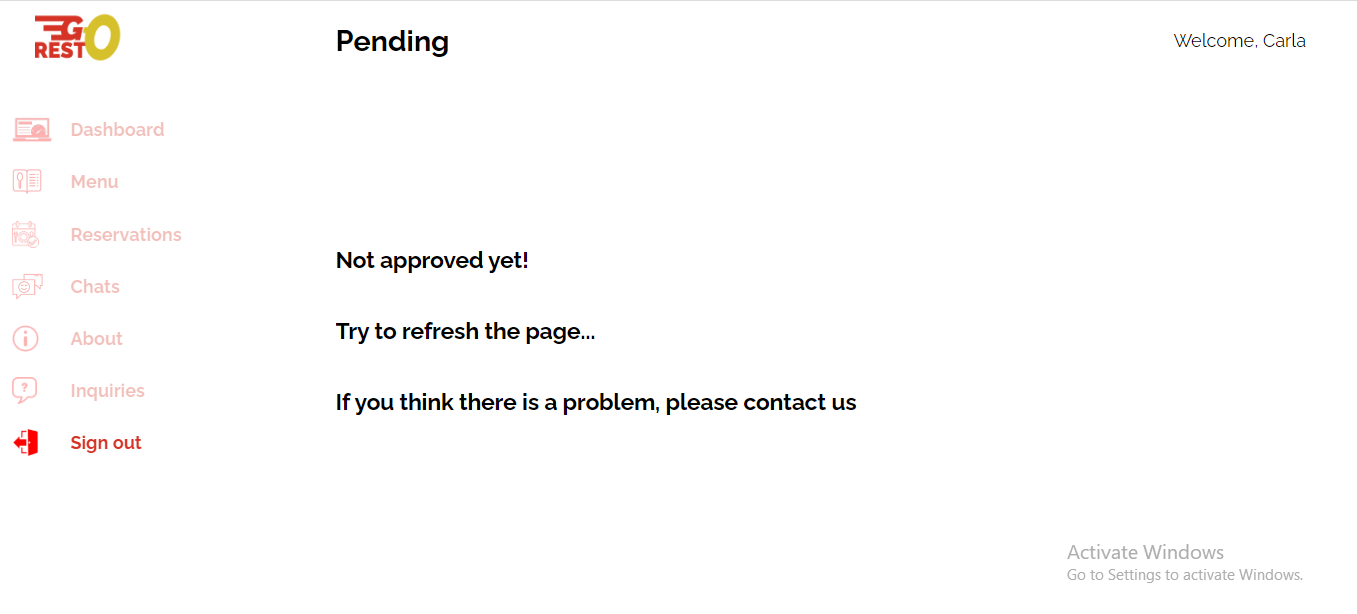 GO
REST
Pending
Welcome, Carla
Dashboard
Menu
Reservations
Chats
About
Inquiries
Sign out
Not approved yet!
Try to refresh the page...
If you think there is a problem, please contact us
Activate Windows
Go to Settings to activate Windows.